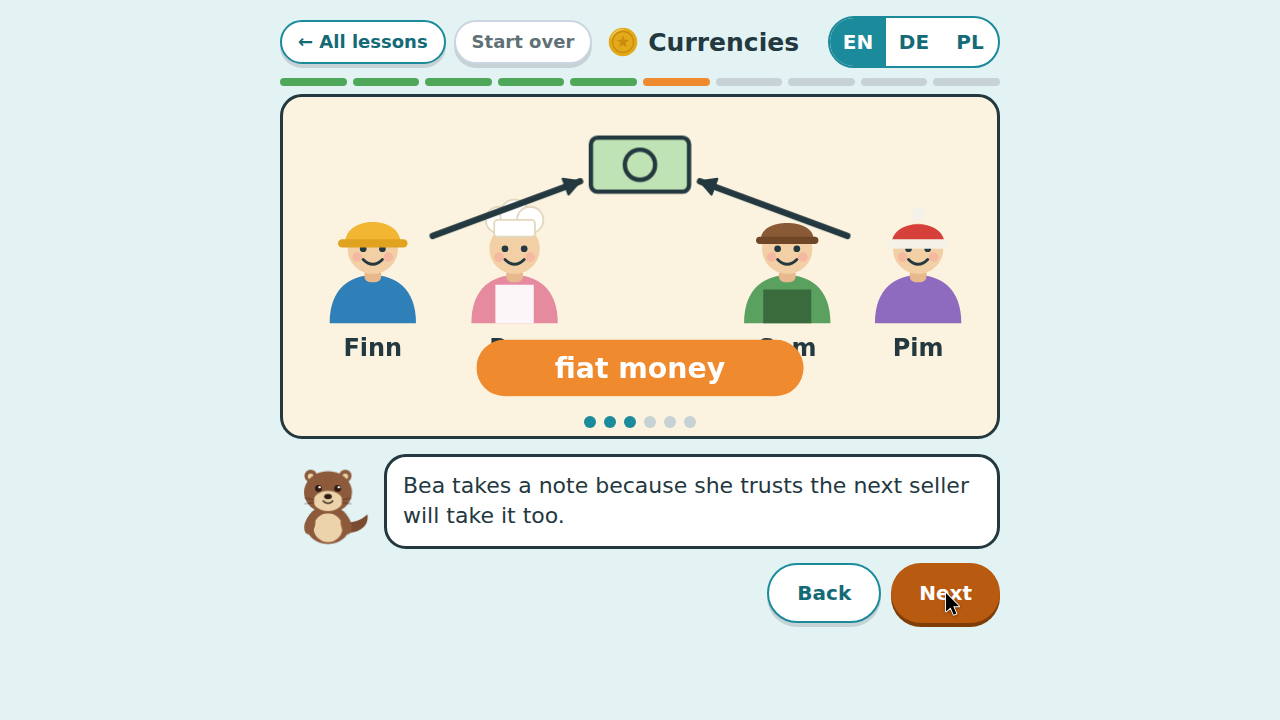 ← All lessons
Start over
Currencies
EN DE PL
Finn
Pim
fiat money
Bea takes a note because she trusts the next seller
will take it too.
Back
Next